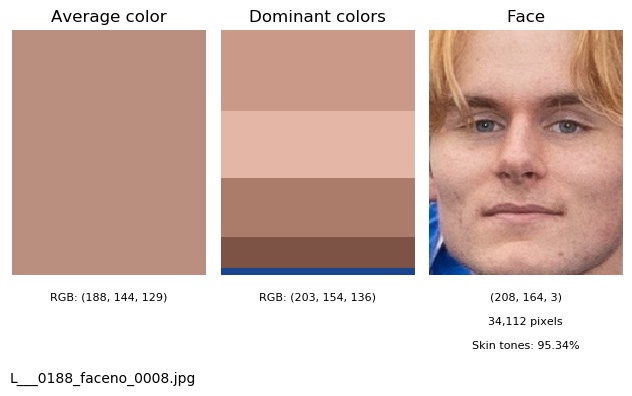 Average color
Dominant colors
Face
RGB: (188, 144, 129)
RGB: (203, 154, 136)
(208, 164, 3)
34,112 pixels
Skin tones: 95.34%
L___0188_faceno_0008.jpg